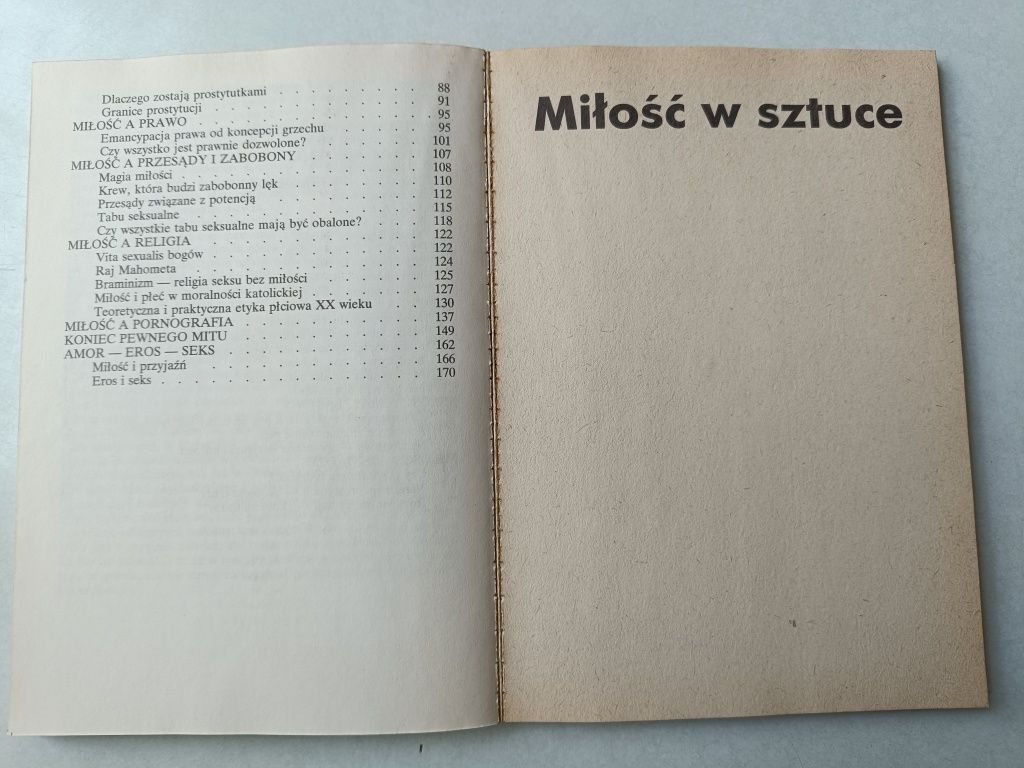 Dlaczego zostają prostytutkami . . . . . . . . . . 88
Granice prostytucji . . . . . . . . . . . . . 91
MIŁOŚĆ A PRAWO . . . . . . . . . . . . . . 95
Emancypacja prawa od koncepcji grzechu . . . . . . 95
Czy wszystko jest prawnie dozwolone? . . . . . . . 101
MIŁOŚĆ A PRZESĄDY I ZABOBONY . . . . . . . . 107
Magia miłości . . . . . . . . . . . . . . . 108
Krew, która budzi zabobonny lęk . . . . . . . . . 110
Przesądy związane z potencją . . . . . . . . . . 112
Tabu seksualne . . . . . . . . . . . . . . 115
Czy wszystkie tabu seksualne mają być obalone? . . . . 118
MIŁOŚĆ A RELIGIA . . . . . . . . . . . . . 122
Vita sexualis bogów . . . . . . . . . . . . . 122
Raj Mahometa . . . . . . . . . . . . . . 124
Braminizm — religia seksu bez miłości . . . . . . . 125
Miłość i płeć w moralności katolickiej . . . . . . . 127
Teoretyczna i praktyczna etyka płciowa XX wieku . . . 130
MIŁOŚĆ A PORNOGRAFIA . . . . . . . . . . . 137
KONIEC PEWNEGO MITU . . . . . . . . . . . 149
AMOR — EROS — SEKS . . . . . . . . . . . . 162
Miłość i przyjaźń . . . . . . . . . . . . . 166
Eros i seks . . . . . . . . . . . . . . . . 170
Miłość w sztuce